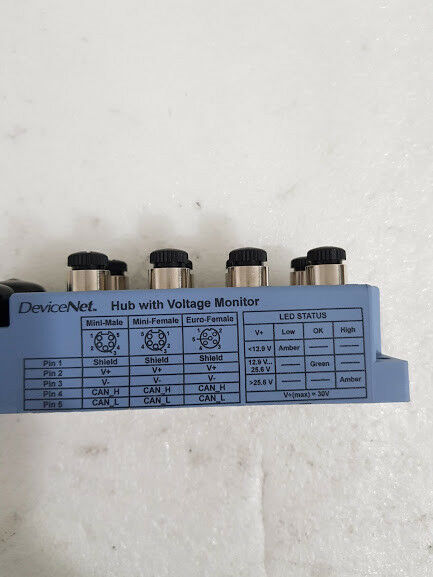 DeviceNet™ Hub with Voltage Monitor
Mini-Male Mini-Female Euro-Female
Pin 1 Shield Shield Shield
Pin 2 V+ V+ V+
Pin 3 V- V- V-
Pin 4 CAN_H CAN_H CAN_H
Pin 5 CAN_L CAN_L CAN_L
LED STATUS
V+ Low OK High
<12.9 V Amber —— ——
12.9 V... 25.6 V —— Green ——
>25.6 V —— —— Amber
V+(max) = 30V